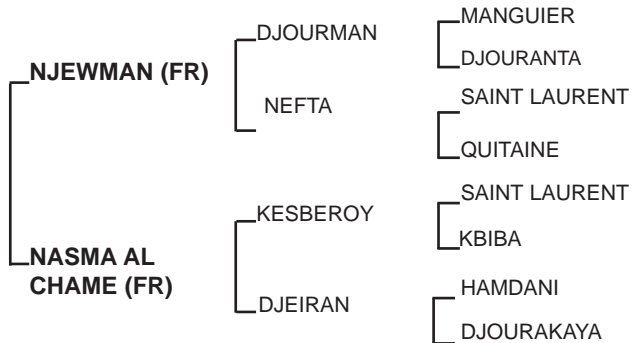 MANGUIER
DJOURMAN
DJOURANTA
NJEWMAN (FR)
SAINT LAURENT
NEFTA
QUITAINE
SAINT LAURENT
KESBEROY
KBIBA
NASMA AL
CHAME (FR)
HAMDANI
DJEIRAN
DJOURAKAYA